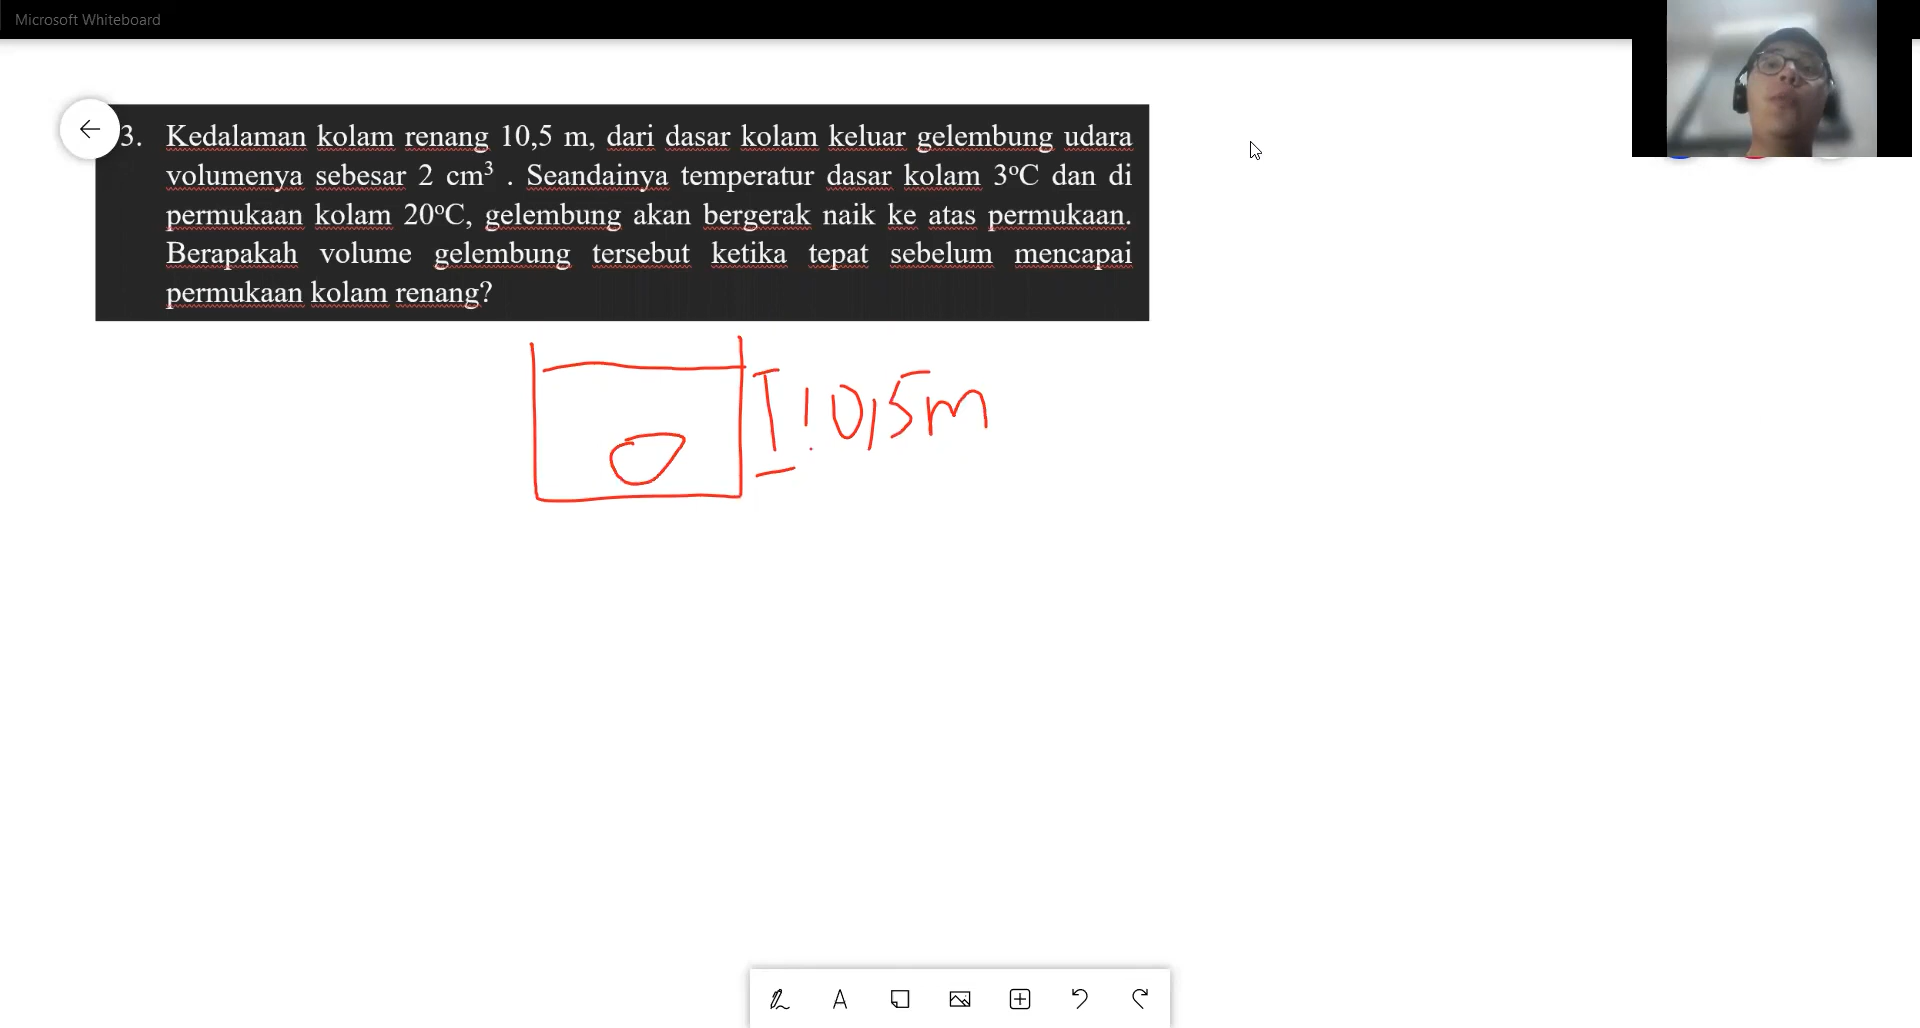 Microsoft Whiteboard
3. Kedalaman kolam renang 10,5 m, dari dasar kolam keluar gelembung udara
volumenya sebesar 2 cm³ . Seandainya temperatur dasar kolam 3°C dan di
permukaan kolam 20°C, gelembung akan bergerak naik ke atas permukaan.
Berapakah volume gelembung tersebut ketika tepat sebelum mencapai
permukaan kolam renang?
10,5m